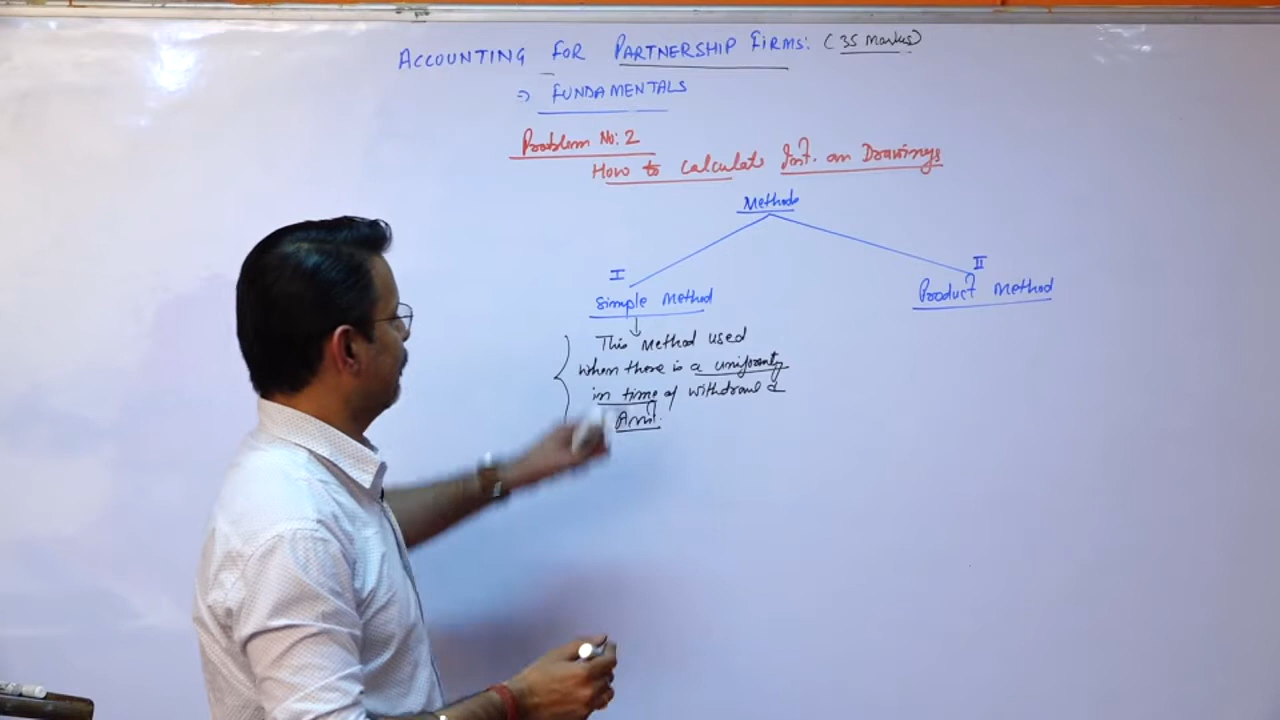 ACCOUNTING FOR PARTNERSHIP FIRMS: (35 Marks)
⇒ FUNDAMENTALS
Problem No: 2
How to calculate Int. on Drawings
Methods
I
Simple Method
II
Product Method
This Method used
when there is a uniformity
in time of withdrawl &
Amt.